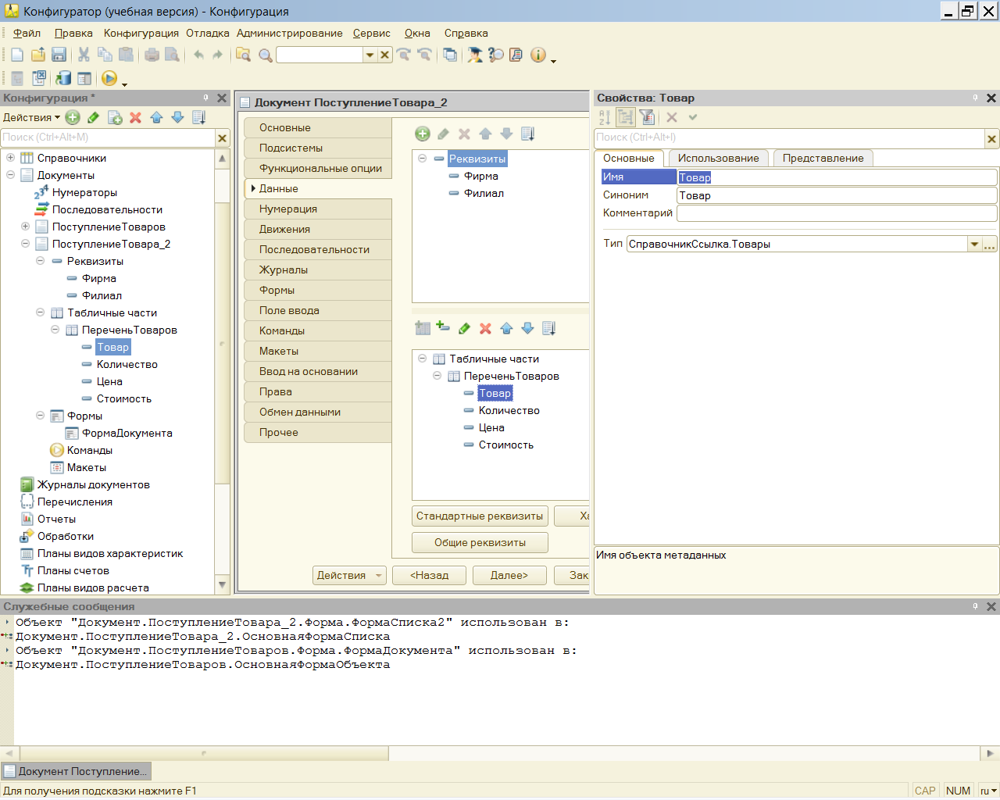 Конфигуратор (учебная версия) - Конфигурация
Файл Правка Конфигурация Отладка Администрирование Сервис Окна Справка
Конфигурация *
Действия
Поиск (Ctrl+Alt+M)
Справочники
Документы
Нумераторы
Последовательности
ПоступлениеТоваров
ПоступлениеТовара_2
Реквизиты
Фирма
Филиал
Табличные части
ПереченьТоваров
Товар
Количество
Цена
Стоимость
Формы
ФормаДокумента
Команды
Макеты
Журналы документов
Перечисления
Отчеты
Обработки
Планы видов характеристик
Планы счетов
Планы видов расчета
Документ ПоступлениеТовара_2
Основные
Подсистемы
Функциональные опции
Данные
Нумерация
Движения
Последовательности
Журналы
Формы
Поле ввода
Команды
Макеты
Ввод на основании
Права
Обмен данными
Прочее
Реквизиты
Фирма
Филиал
Табличные части
ПереченьТоваров
Товар
Количество
Цена
Стоимость
Стандартные реквизиты Ха
Общие реквизиты
Действия <Назад Далее> Зак
Свойства: Товар
Поиск (Ctrl+Alt+I)
Основные Использование Представление
Имя Товар
Синоним Товар
Комментарий
Тип СправочникСсылка.Товары ...
Имя объекта метаданных
Служебные сообщения
Объект "Документ.ПоступлениеТовара_2.Форма.ФормаСписка2" использован в:
Документ.ПоступлениеТовара_2.ОсновнаяФормаСписка
Объект "Документ.ПоступлениеТоваров.Форма.ФормаДокумента" использован в:
Документ.ПоступлениеТоваров.ОсновнаяФормаОбъекта
Документ Поступление...
Для получения подсказки нажмите F1 CAP NUM ru